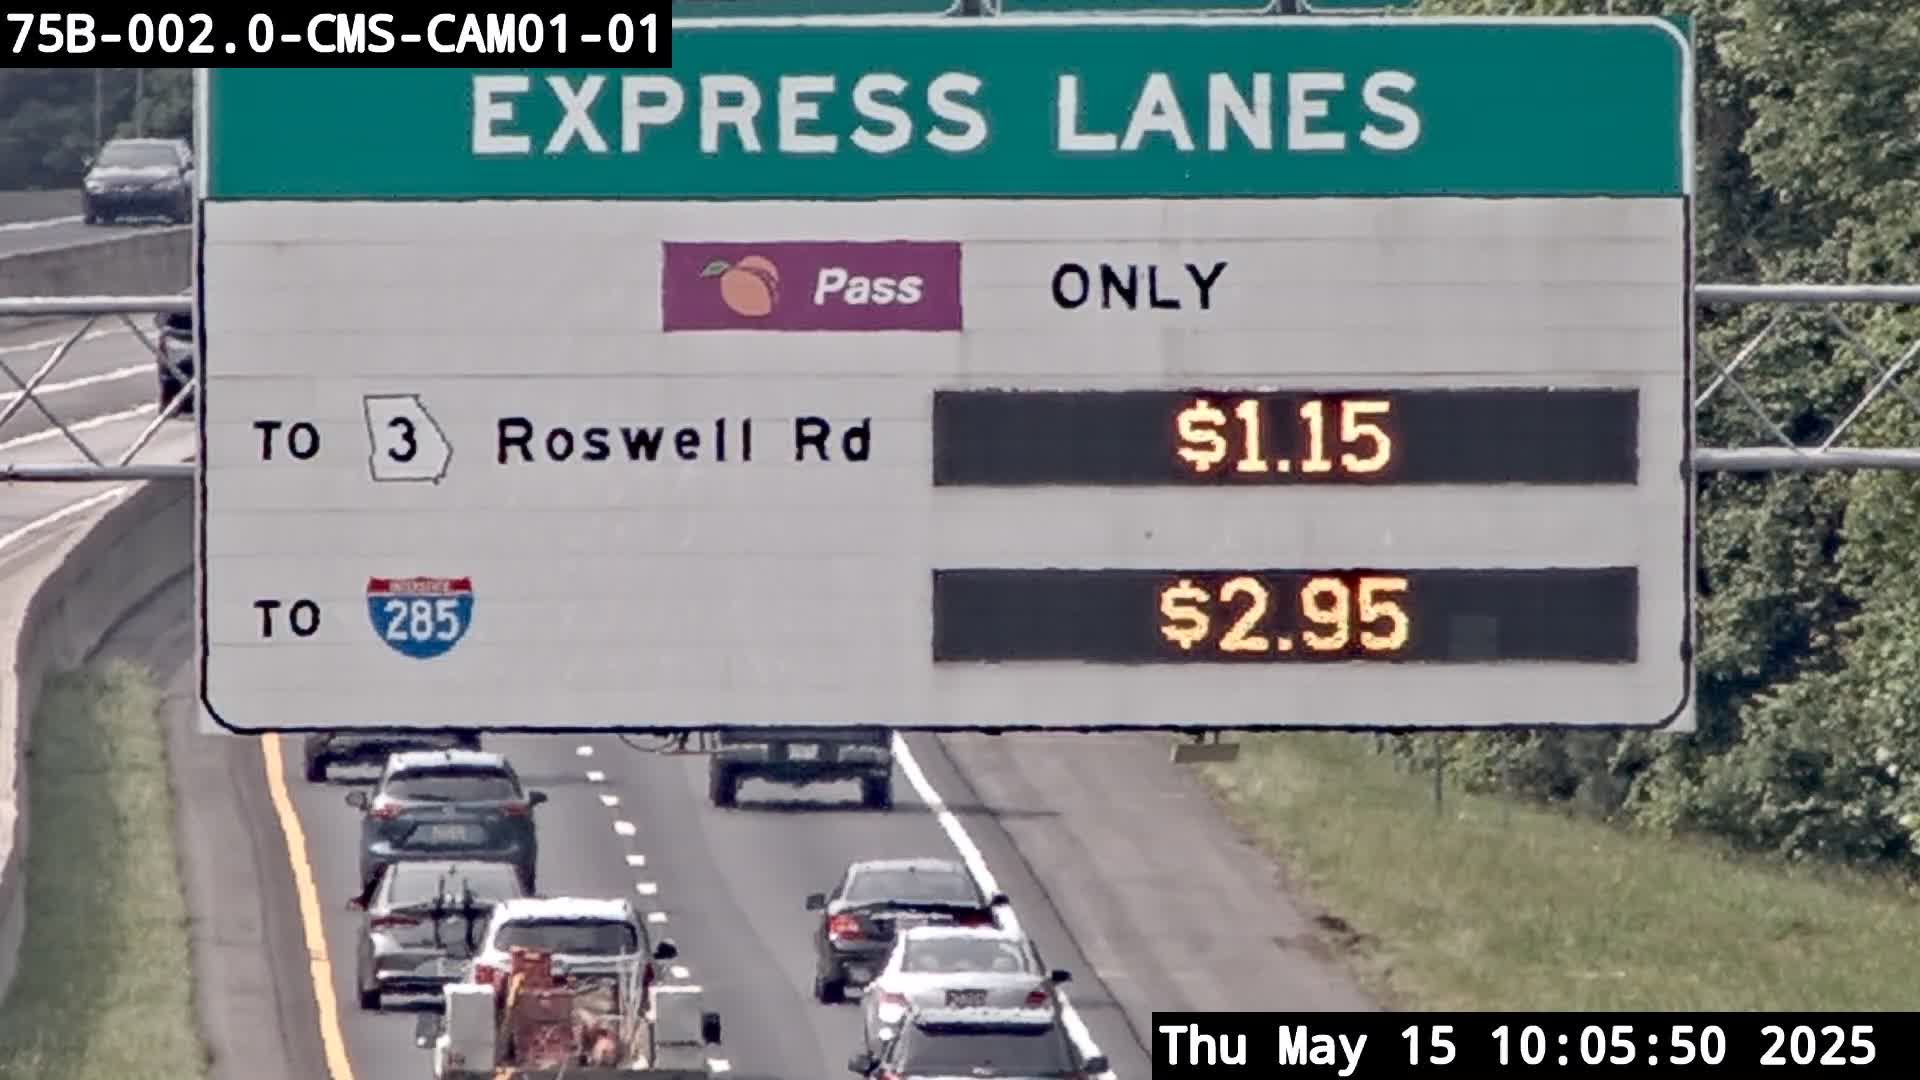 75B-002.0-CMS-CAM01-01
EXPRESS LANES
Pass ONLY
TO 3 Roswell Rd $1.15
INTERSTATE
TO 285 $2.95
Thu May 15 10:05:50 2025